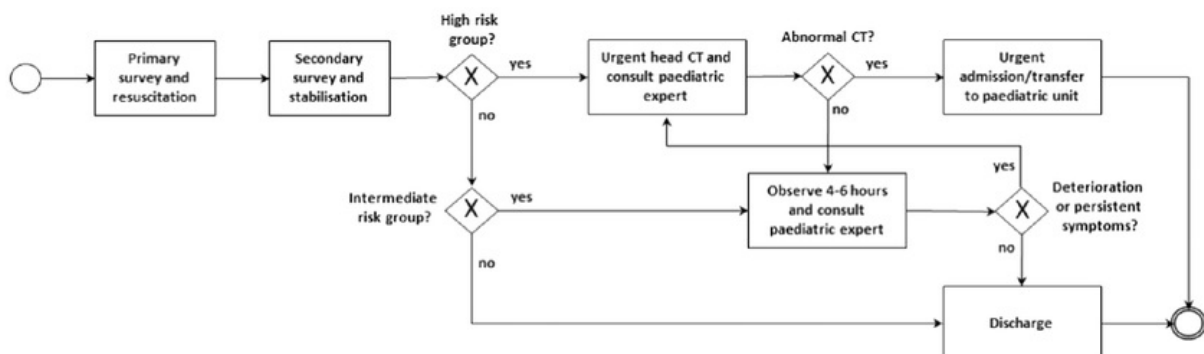 High risk
group?
Primary
survey and
resuscitation
Secondary
survey and
stabilisation
X
yes
no
Urgent head CT and
consult paediatric
expert
Abnormal CT?
X
yes
no
Urgent
admission/transfer
to paediatric unit
Intermediate
risk group?
X
yes
no
Observe 4-6 hours
and consult
paediatric expert
yes
X
no
Deterioration
or persistent
symptoms?
Discharge